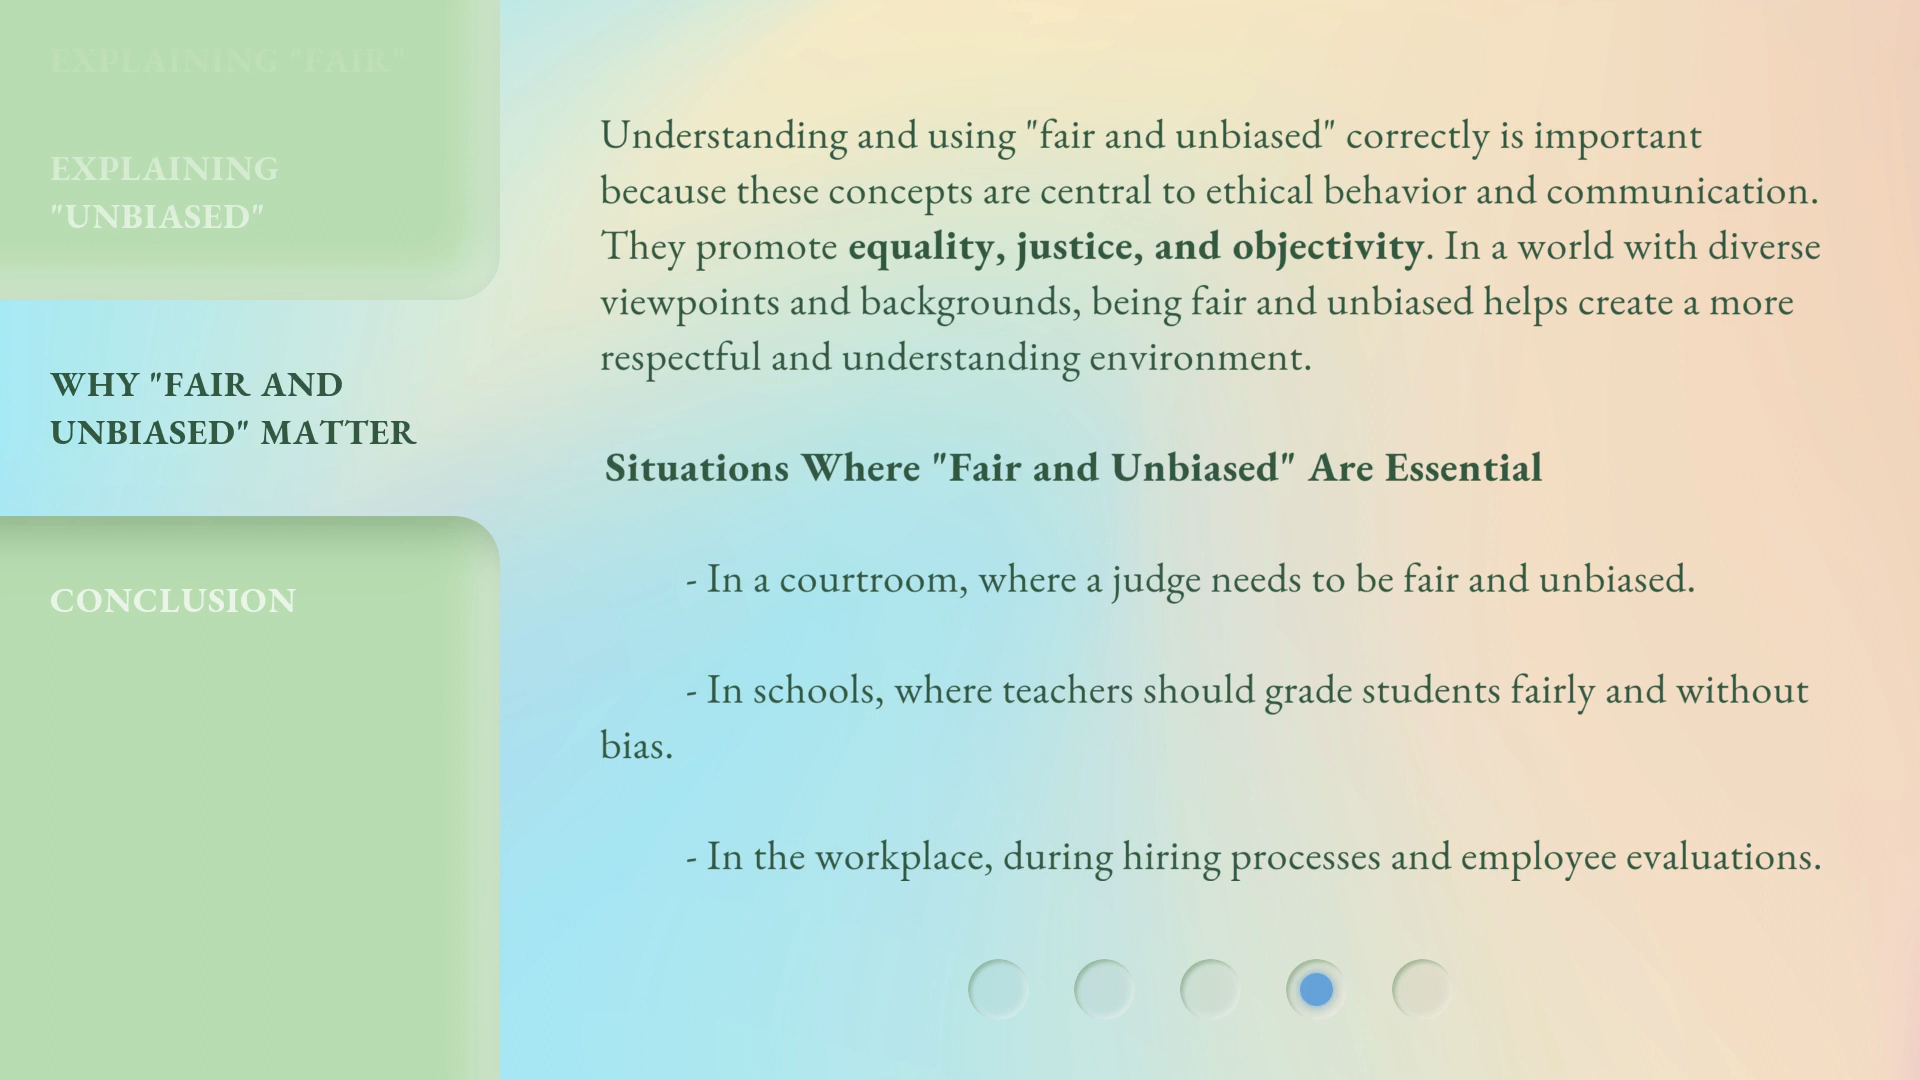 EXPLAINING "FAIR"
EXPLAINING
"UNBIASED"
WHY "FAIR AND
UNBIASED" MATTER
CONCLUSION
Understanding and using "fair and unbiased" correctly is important
because these concepts are central to ethical behavior and communication.
They promote equality, justice, and objectivity. In a world with diverse
viewpoints and backgrounds, being fair and unbiased helps create a more
respectful and understanding environment.
Situations Where "Fair and Unbiased" Are Essential
- In a courtroom, where a judge needs to be fair and unbiased.
- In schools, where teachers should grade students fairly and without
bias.
- In the workplace, during hiring processes and employee evaluations.